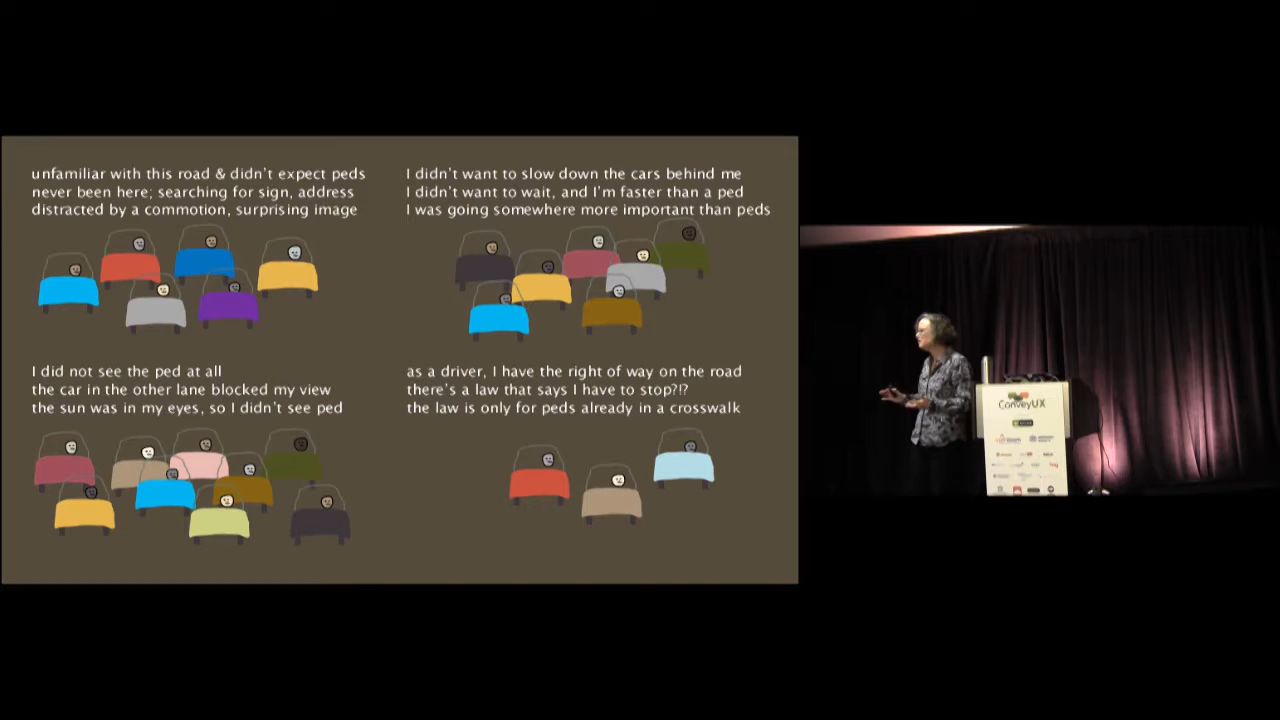 unfamiliar with this road & didn't expect peds
never been here; searching for sign, address
distracted by a commotion, surprising image
I didn't want to slow down the cars behind me
I didn't want to wait, and I'm faster than a ped
I was going somewhere more important than peds
I did not see the ped at all
the car in the other lane blocked my view
the sun was in my eyes, so I didn't see ped
as a driver, I have the right of way on the road
there's a law that says I have to stop?!?
the law is only for peds already in a crosswalk
ConveyUX